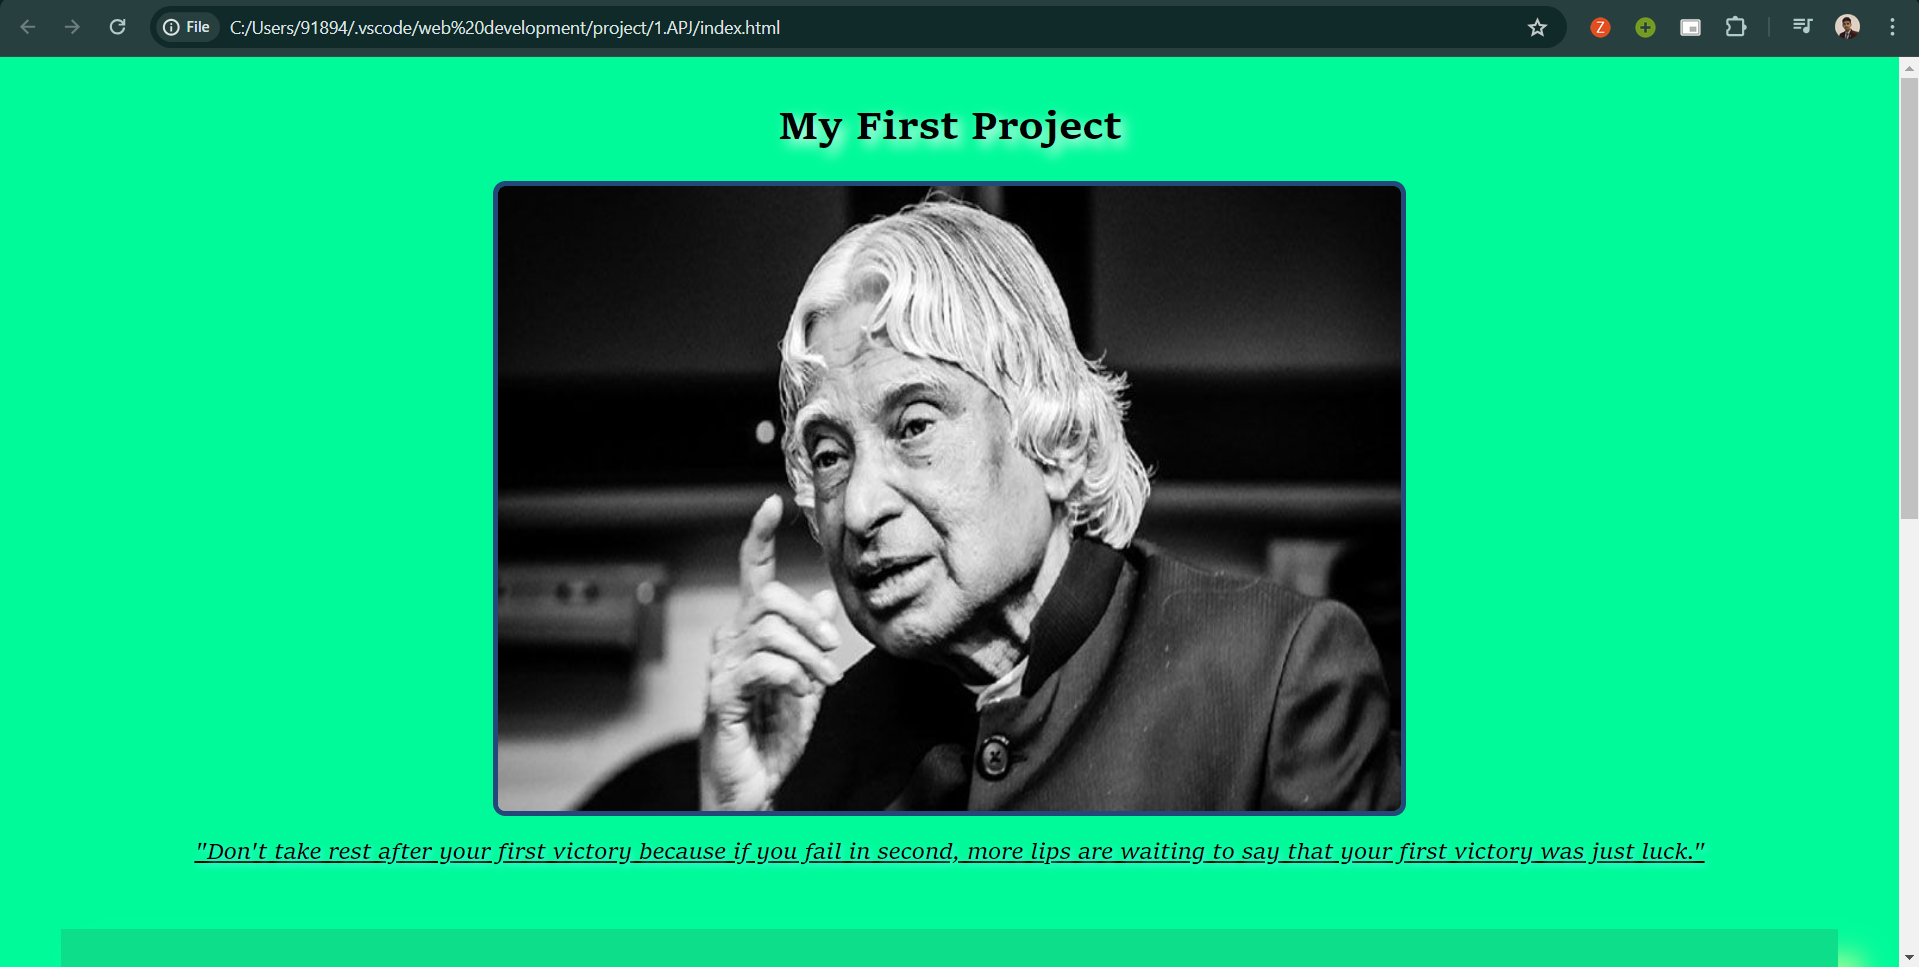 File C:/Users/91894/.vscode/web%20development/project/1.APJ/index.html
Z
My First Project
"Don't take rest after your first victory because if you fail in second, more lips are waiting to say that your first victory was just luck."